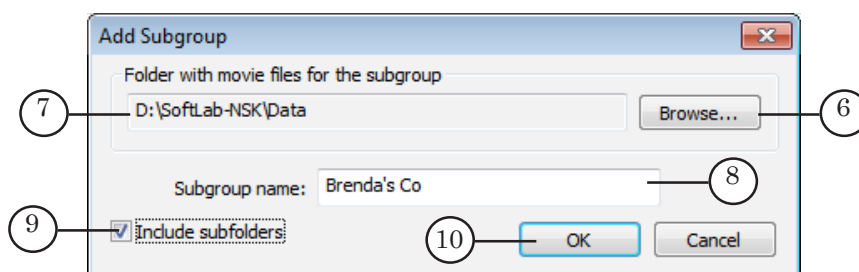 Add Subgroup
Folder with movie files for the subgroup
7 D:\SoftLab-NSK\Data Browse... 6
Subgroup name: Brenda's Co 8
9 Include subfolders 10 OK Cancel